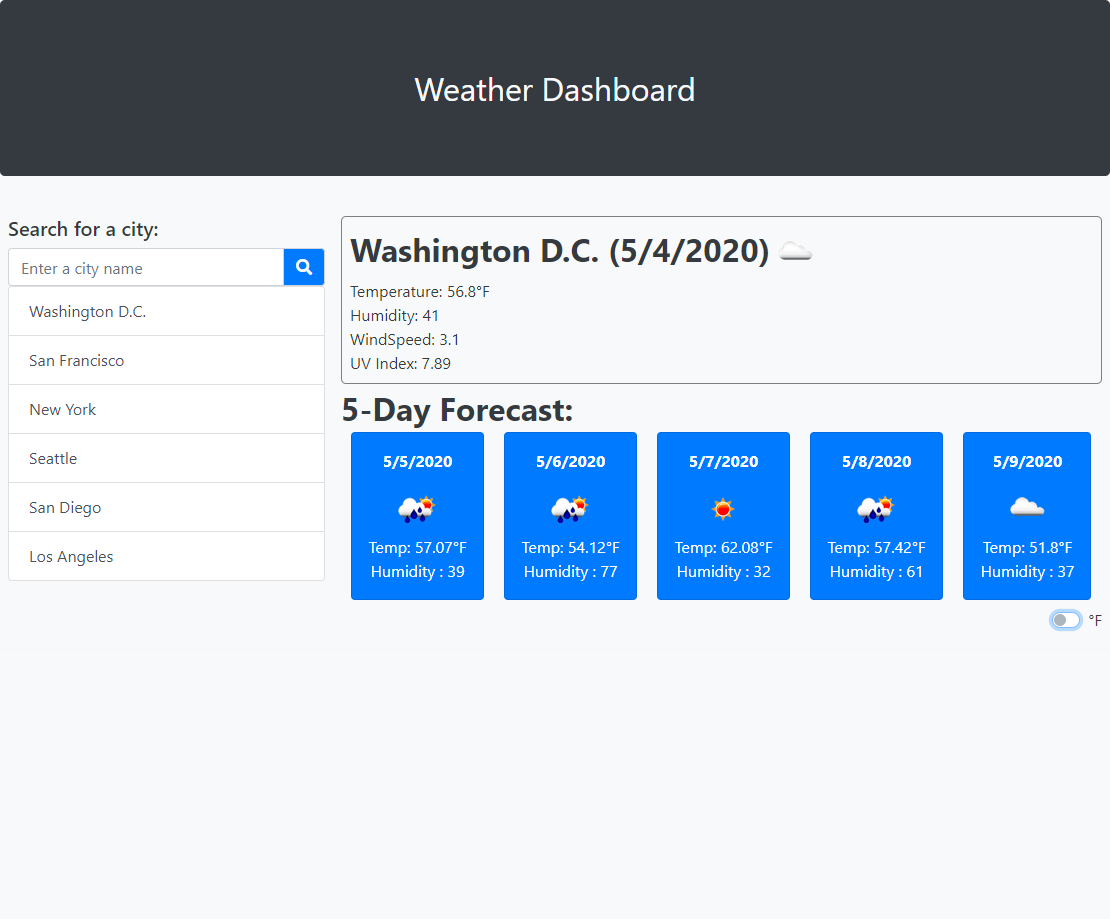 Weather Dashboard
Search for a city:
Enter a city name
Washington D.C.
San Francisco
New York
Seattle
San Diego
Los Angeles
Washington D.C. (5/4/2020)
Temperature: 56.8°F
Humidity: 41
WindSpeed: 3.1
UV Index: 7.89
5-Day Forecast:
5/5/2020
Temp: 57.07°F
Humidity : 39
5/6/2020
Temp: 54.12°F
Humidity : 77
5/7/2020
Temp: 62.08°F
Humidity : 32
5/8/2020
Temp: 57.42°F
Humidity : 61
5/9/2020
Temp: 51.8°F
Humidity : 37
°F